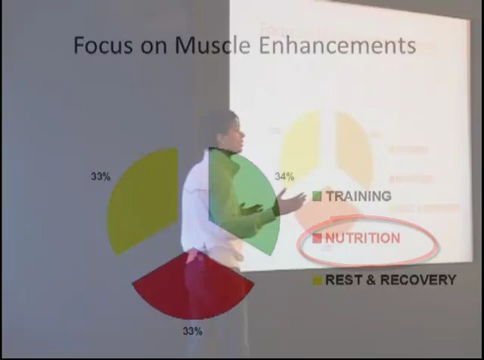 Focus on Muscle Enhancements
33%
34%
TRAINING
NUTRITION
REST & RECOVERY
33%